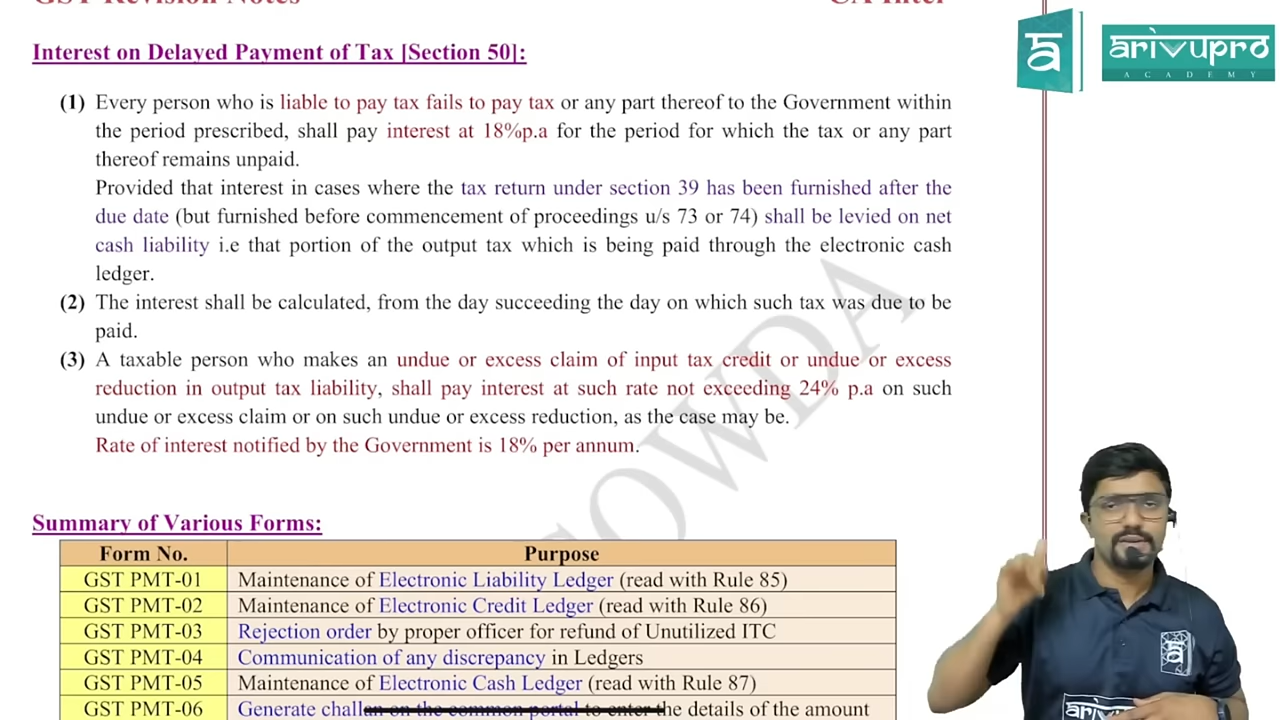 GST Revision Notes
CA Inter
Interest on Delayed Payment of Tax [Section 50]:
(1) Every person who is liable to pay tax fails to pay tax or any part thereof to the Government within
the period prescribed, shall pay interest at 18%p.a for the period for which the tax or any part
thereof remains unpaid.
Provided that interest in cases where the tax return under section 39 has been furnished after the
due date (but furnished before commencement of proceedings u/s 73 or 74) shall be levied on net
cash liability i.e that portion of the output tax which is being paid through the electronic cash
ledger.
(2) The interest shall be calculated, from the day succeeding the day on which such tax was due to be
paid.
(3) A taxable person who makes an undue or excess claim of input tax credit or undue or excess
reduction in output tax liability, shall pay interest at such rate not exceeding 24% p.a on such
undue or excess claim or on such undue or excess reduction, as the case may be.
Rate of interest notified by the Government is 18% per annum.
Summary of Various Forms:
Form No. Purpose
GST PMT-01 Maintenance of Electronic Liability Ledger (read with Rule 85)
GST PMT-02 Maintenance of Electronic Credit Ledger (read with Rule 86)
GST PMT-03 Rejection order by proper officer for refund of Unutilized ITC
GST PMT-04 Communication of any discrepancy in Ledgers
GST PMT-05 Maintenance of Electronic Cash Ledger (read with Rule 87)
GST PMT-06 Generate challan on the common portal to enter the details of the amount
GOWDA
arivupro
ACADEMY